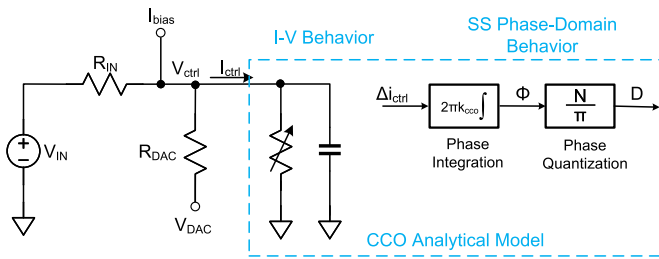 I_bias
I-V Behavior
SS Phase-Domain
Behavior
R_IN
V_ctrl
I_ctrl
Δi_ctrl
2πk_cco∫
Φ
N/π
D
V_IN
R_DAC
Phase
Integration
Phase
Quantization
V_DAC
CCO Analytical Model